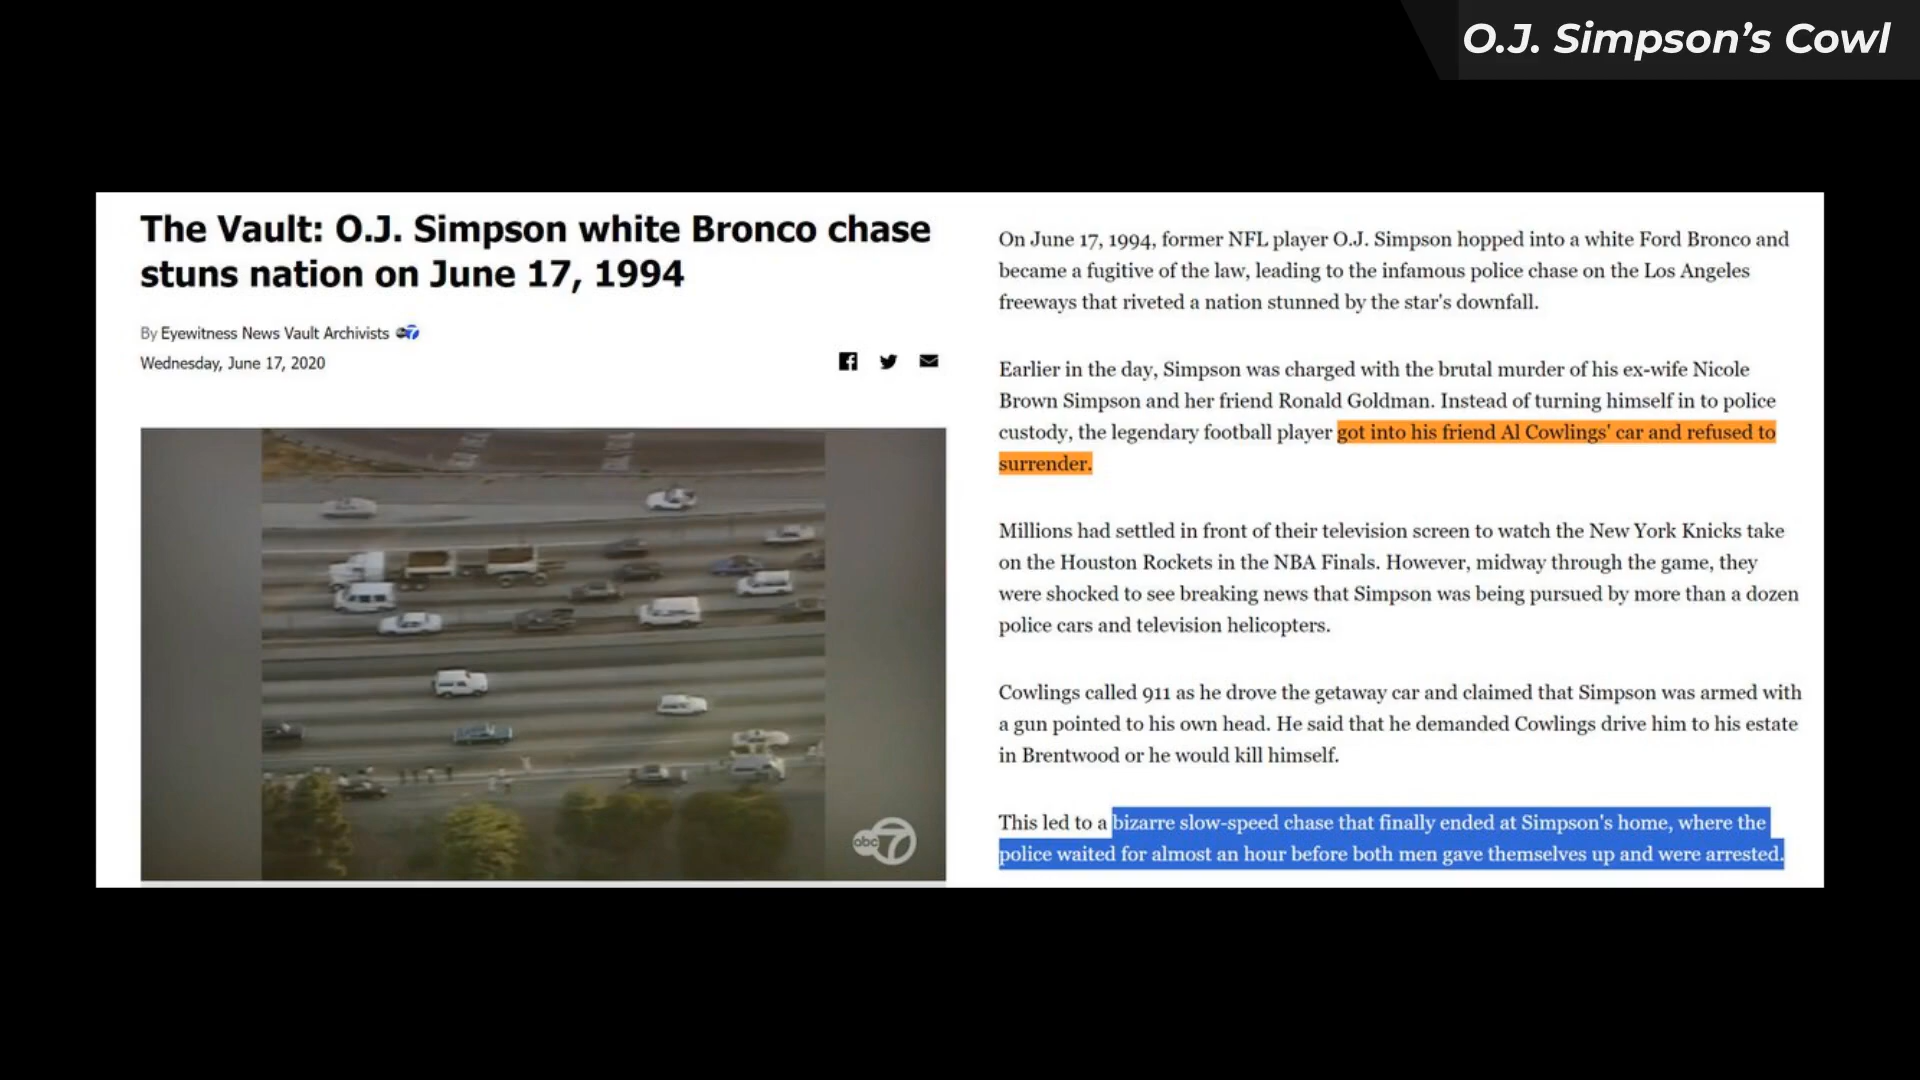 O.J. Simpson's Cowl
The Vault: O.J. Simpson white Bronco chase
stuns nation on June 17, 1994
By Eyewitness News Vault Archivists abc7
Wednesday, June 17, 2020
abc 7
On June 17, 1994, former NFL player O.J. Simpson hopped into a white Ford Bronco and
became a fugitive of the law, leading to the infamous police chase on the Los Angeles
freeways that riveted a nation stunned by the star's downfall.
Earlier in the day, Simpson was charged with the brutal murder of his ex-wife Nicole
Brown Simpson and her friend Ronald Goldman. Instead of turning himself in to police
custody, the legendary football player got into his friend Al Cowlings' car and refused to
surrender.
Millions had settled in front of their television screen to watch the New York Knicks take
on the Houston Rockets in the NBA Finals. However, midway through the game, they
were shocked to see breaking news that Simpson was being pursued by more than a dozen
police cars and television helicopters.
Cowlings called 911 as he drove the getaway car and claimed that Simpson was armed with
a gun pointed to his own head. He said that he demanded Cowlings drive him to his estate
in Brentwood or he would kill himself.
This led to a bizarre slow-speed chase that finally ended at Simpson's home, where the
police waited for almost an hour before both men gave themselves up and were arrested.